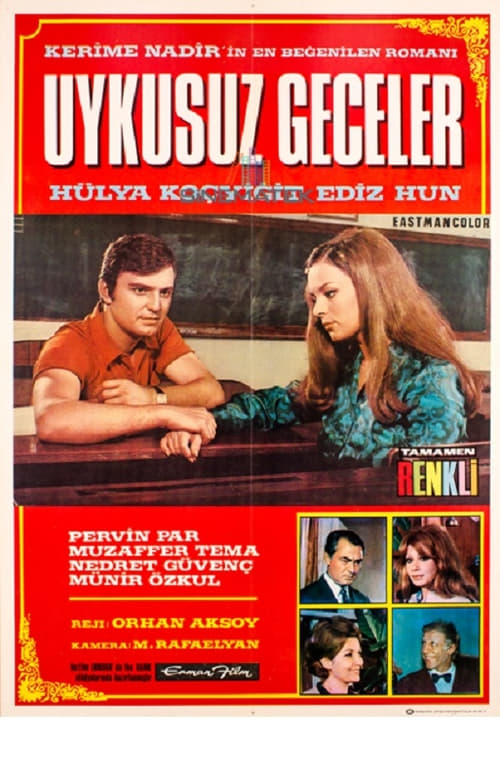 KERİME NADİR'İN EN BEĞENİLEN ROMANI
UYKUSUZ GECELER
HÜLYA KOÇYİĞİT EDİZ HUN
EASTMANCOLOR
TAMAMEN
RENKLİ
PERVİN PAR
MUZAFFER TEMA
NEDRET GÜVENÇ
MÜNİR ÖZKUL
REJİ: ORHAN AKSOY
KAMERA: M. RAFAELYAN
Erman Film